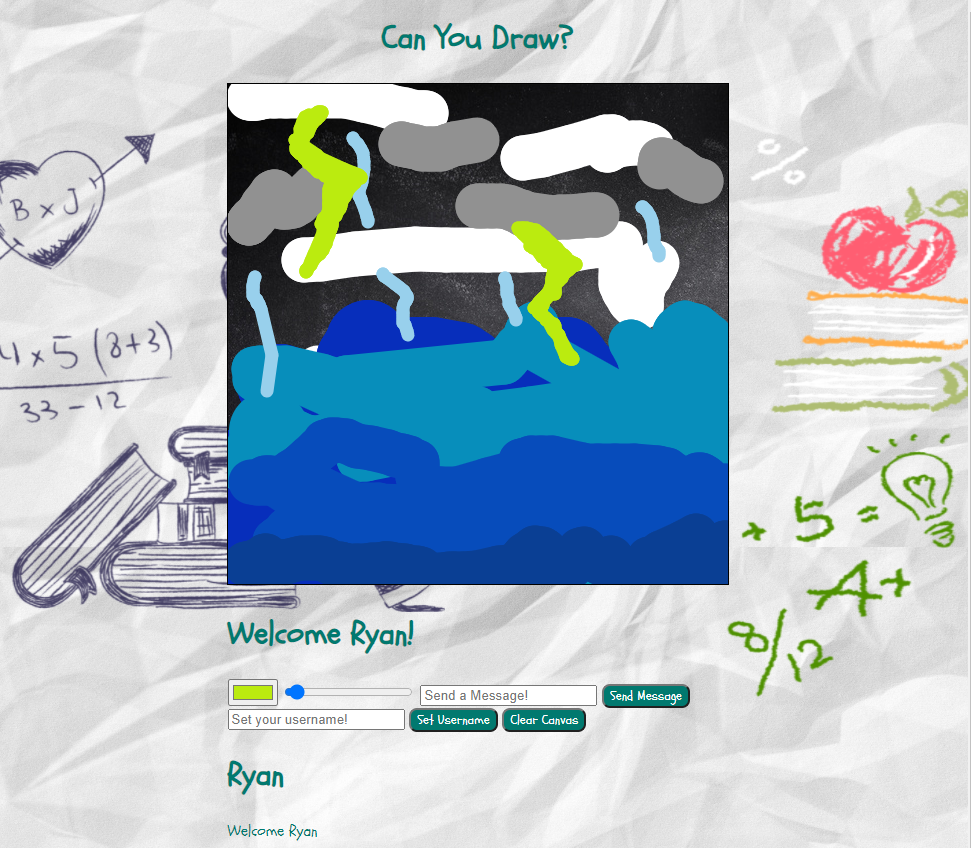 Can You Draw?
B x J
%
4 x 5 (8+3)
33 - 12
+ 5 =
A+
8/12
Welcome Ryan!
Send a Message! Send Message
Set your username! Set Username Clear Canvas
Ryan
Welcome Ryan